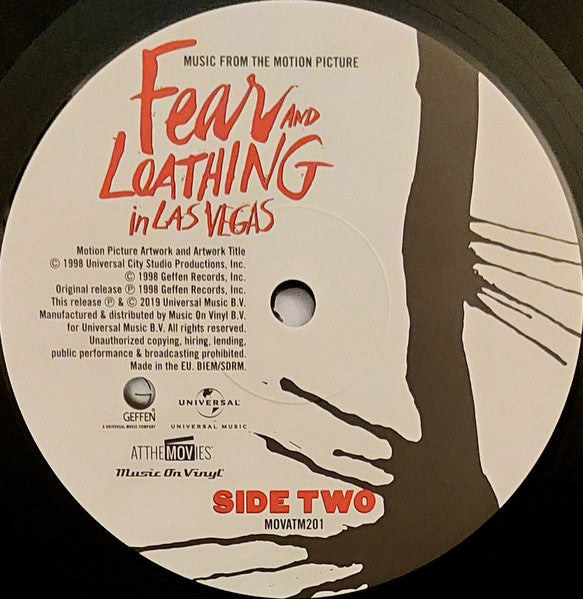 MUSIC FROM THE MOTION PICTURE
Fear AND
LOATHING
in LAS VEGAS
Motion Picture Artwork and Artwork Title
© 1998 Universal City Studio Productions, Inc.
© 1998 Geffen Records, Inc.
Original release ℗ 1998 Geffen Records, Inc.
This release ℗ & © 2019 Universal Music B.V.
Manufactured & distributed by Music On Vinyl B.V.
for Universal Music B.V. All rights reserved.
Unauthorized copying, hiring, lending,
public performance & broadcasting prohibited.
Made in the EU. BIEM/SDRM.
GEFFEN
A UNIVERSAL MUSIC COMPANY
UNIVERSAL
UNIVERSAL MUSIC
ATTHEMOVIES
Music On Vinyl
SIDE TWO
MOVATM201